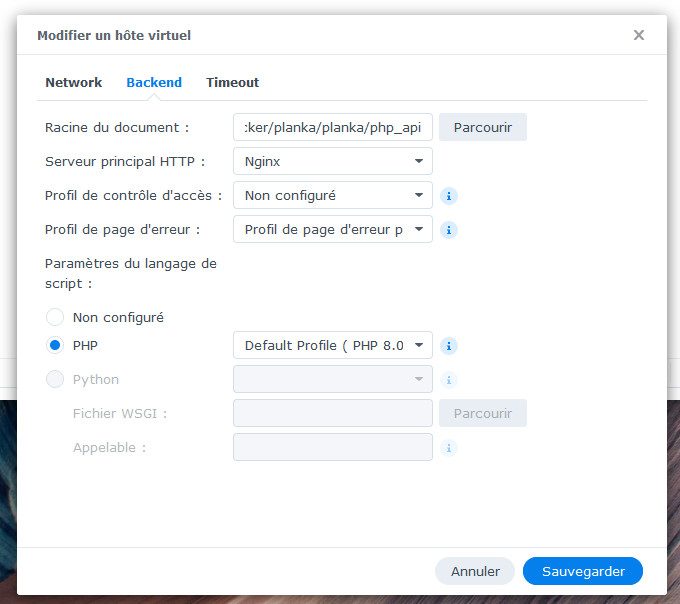 Modifier un hôte virtuel
Network Backend Timeout
Racine du document : :ker/planka/planka/php_api Parcourir
Serveur principal HTTP : Nginx
Profil de contrôle d'accès : Non configuré
Profil de page d'erreur : Profil de page d'erreur p
Paramètres du langage de
script :
Non configuré
PHP Default Profile ( PHP 8.0
Python
Fichier WSGI : Parcourir
Appelable :
Annuler Sauvegarder